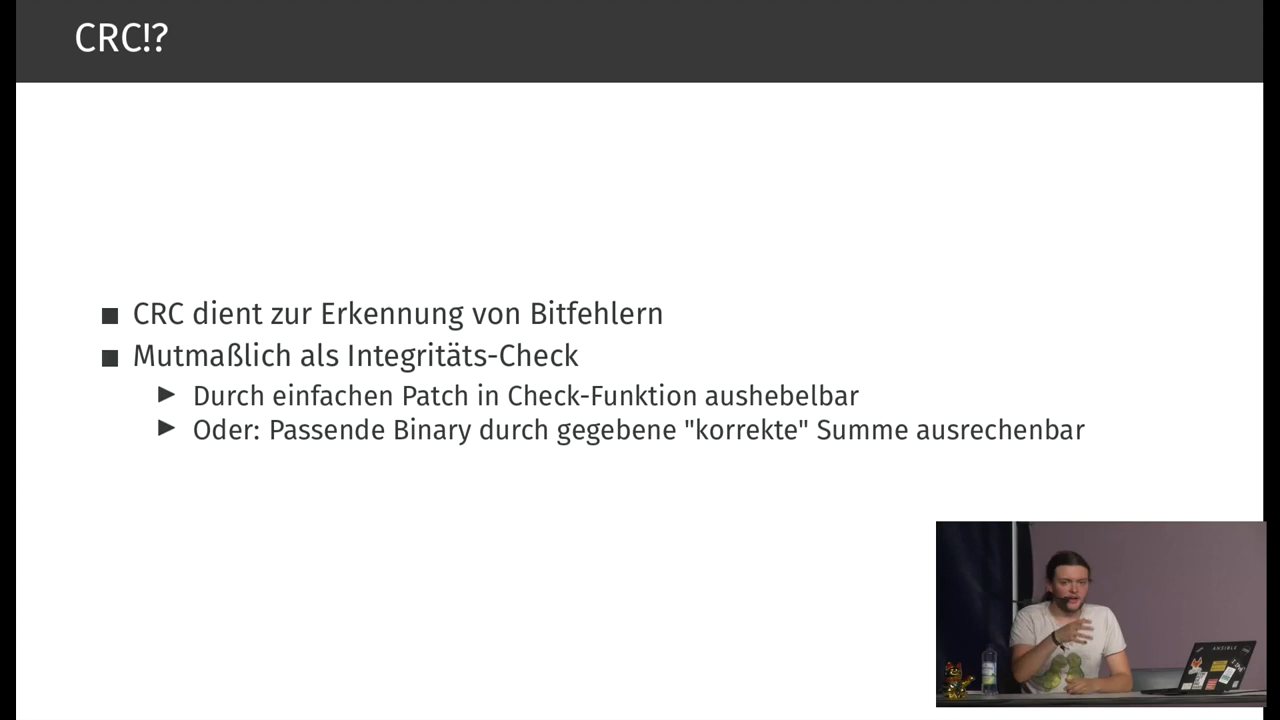 CRC!?
■ CRC dient zur Erkennung von Bitfehlern
■ Mutmaßlich als Integritäts-Check
► Durch einfachen Patch in Check-Funktion aushebelbar
► Oder: Passende Binary durch gegebene "korrekte" Summe ausrechenbar
ANSIBLE